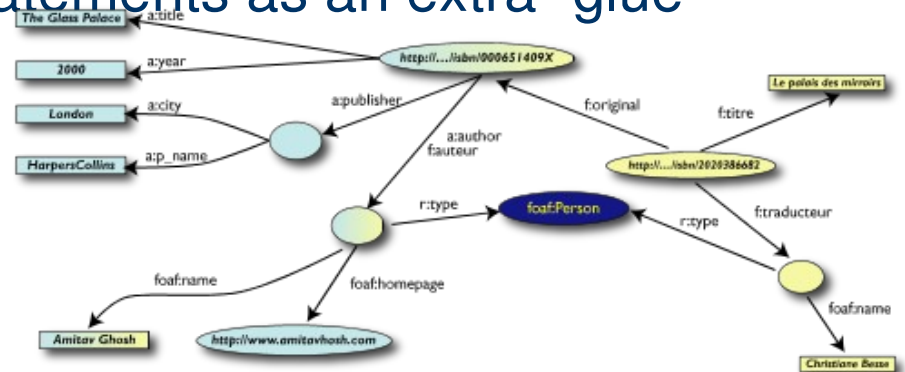 atements as an extra "glue"
The Glass Palace
a:title
http://...isbn/000651409X
2000
a:year
Le palais des mirroirs
London
a:city
a:publisher
f:original
f:titre
a:author
f:auteur
HarpersCollins
a:p_name
http://...isbn/2020386682
r:type
foaf:Person
r:type
f:traducteur
foaf:name
foaf:homepage
foaf:name
Amitav Ghosh
http://www.amitavhosh.com
Christiane Besse